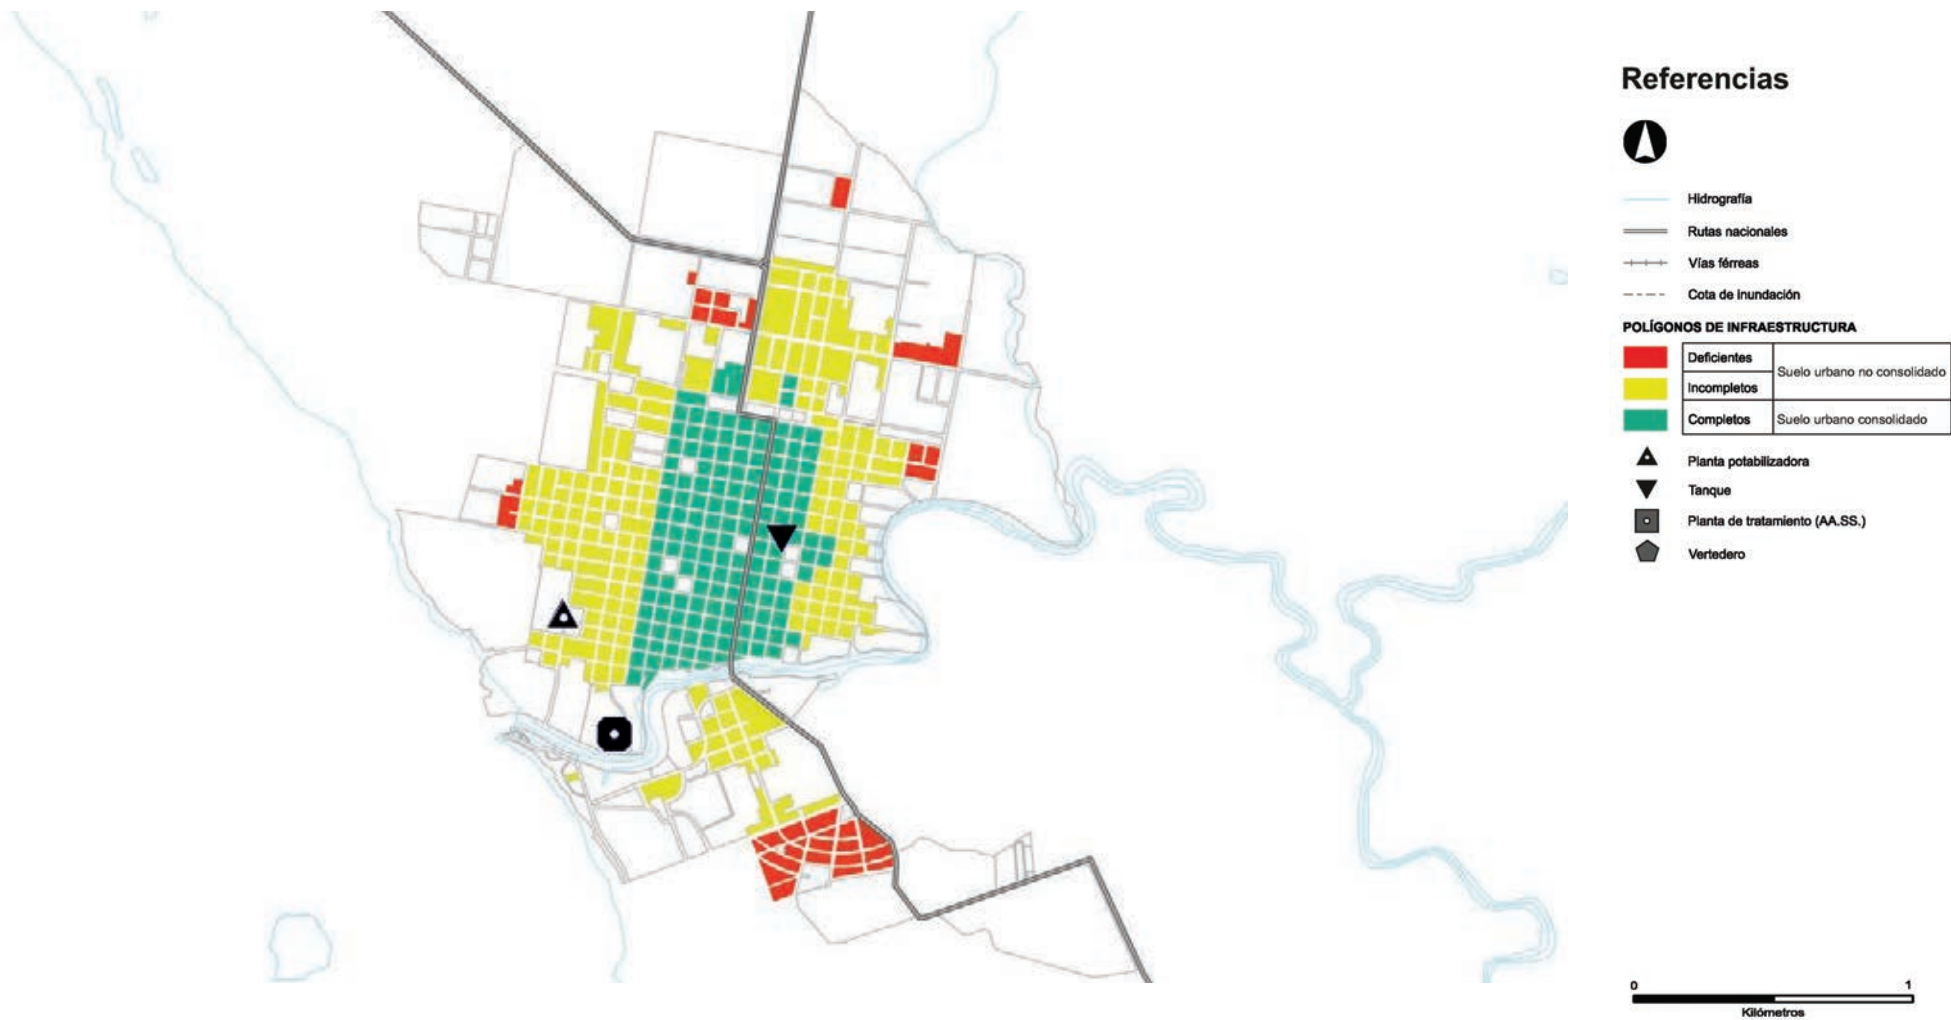 Referencias
Hidrografía
Rutas nacionales
Vías férreas
Cota de inundación
POLÍGONOS DE INFRAESTRUCTURA
Deficientes
Suelo urbano no consolidado
Incompletos
Completos Suelo urbano consolidado
Planta potabilizadora
Tanque
Planta de tratamiento (AA.SS.)
Vertedero
0 1
Kilómetros